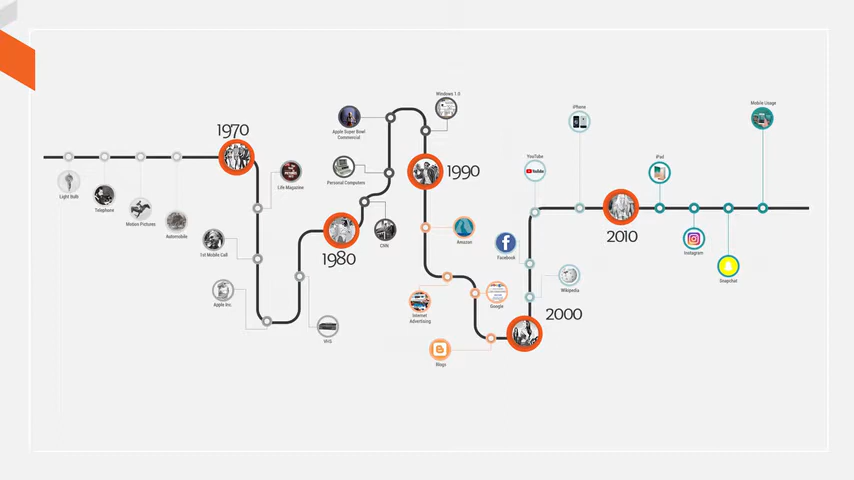 1970
Light Bulb
Telephone
Motion Pictures
Automobile
Life Magazine
1st Mobile Call
Apple Inc.
VHS
1980
CNN
Personal Computers
Apple Super Bowl
Commercial
Windows 1.0
1990
Amazon
Internet
Advertising
Google
Blogs
2000
Wikipedia
Facebook
YouTube
YouTube
iPhone
2010
iPad
Instagram
Snapchat
Mobile Usage